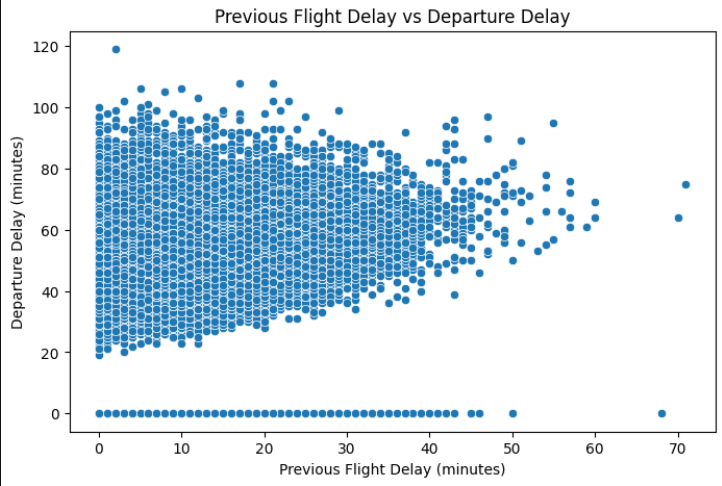 Previous Flight Delay vs Departure Delay
120
100
80
60
40
20
0
Departure Delay (minutes)
0 10 20 30 40 50 60 70
Previous Flight Delay (minutes)